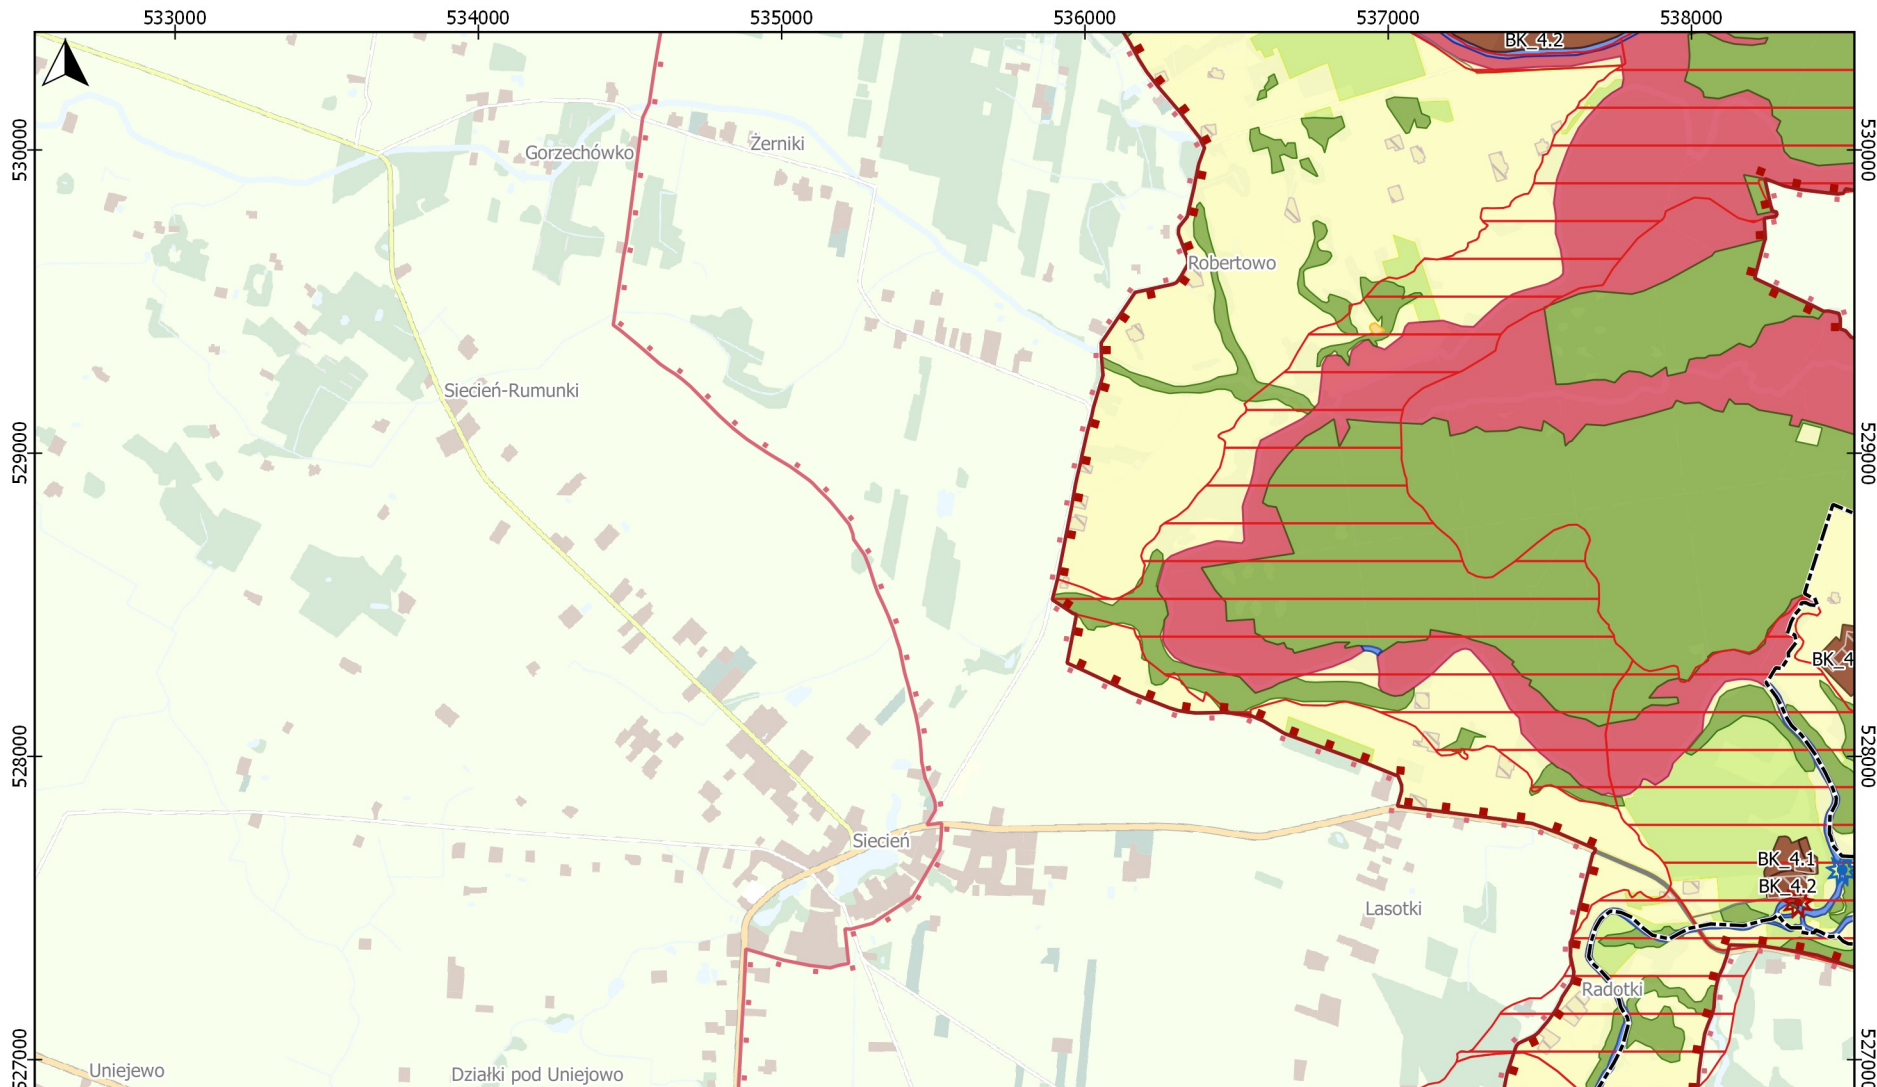 533000 534000 535000 536000 537000 538000
BK_4.2
530000
530000
Żerniki
Gorzechówko
Robertowo
Siecień-Rumunki
529000
529000
BK_4
528000
528000
Siecień
BK_4.1
BK_4.2
Lasotki
Radotki
527000
527000
Uniejewo
Działki pod Uniejowo